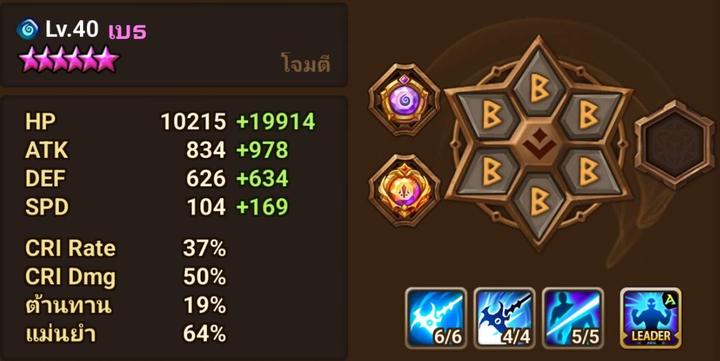 Lv.40 เบธ
โจมตี
HP 10215 +19914
ATK 834 +978
DEF 626 +634
SPD 104 +169
CRI Rate 37%
CRI Dmg 50%
ต้านทาน 19%
แม่นยำ 64%
6/6 4/4 5/5 A LEADER